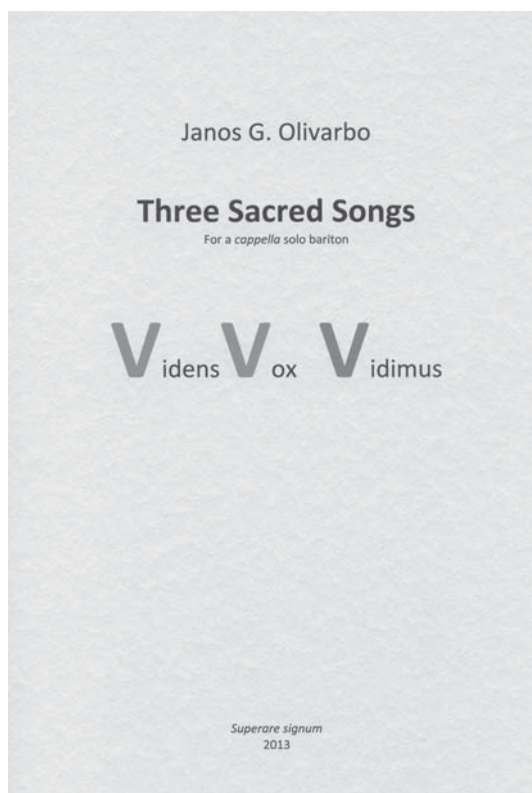 Janos G. Olivarbo
Three Sacred Songs
For a cappella solo bariton
Videns Vox Vidimus
Superare signum
2013